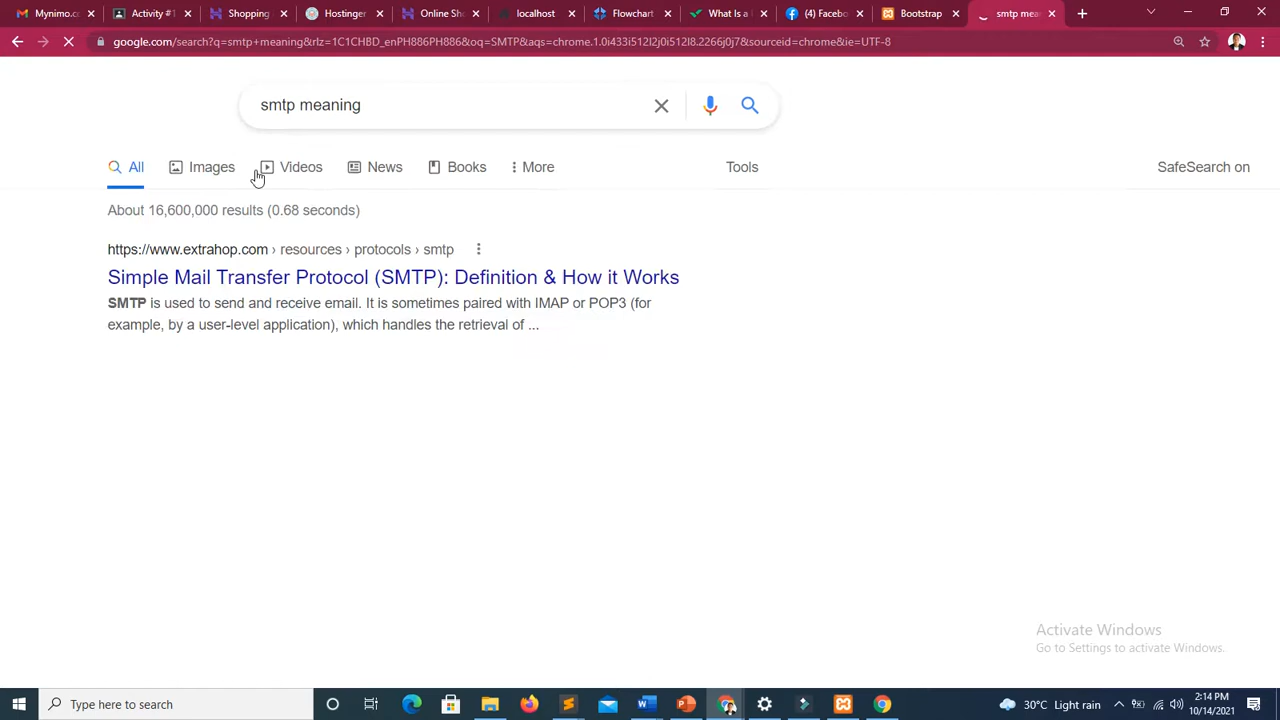 Mynimo.c
Activity #1
Shopping
Hostinger
Online Sho
localhost
Flowchart
What Is a
(4) Facebo
Bootstrap
smtp mear
google.com/search?q=smtp+meaning&rlz=1C1CHBD_enPH886PH886&oq=SMTP&aqs=chrome.1.0i433i512l2j0i512l8.2266j0j7&sourceid=chrome&ie=UTF-8
smtp meaning
All
Images
Videos
News
Books
More
Tools
SafeSearch on
About 16,600,000 results (0.68 seconds)
https://www.extrahop.com › resources › protocols › smtp
Simple Mail Transfer Protocol (SMTP): Definition & How it Works
SMTP is used to send and receive email. It is sometimes paired with IMAP or POP3 (for
example, by a user-level application), which handles the retrieval of ...
Activate Windows
Go to Settings to activate Windows.
Type here to search
30°C Light rain
2:14 PM
10/14/2021